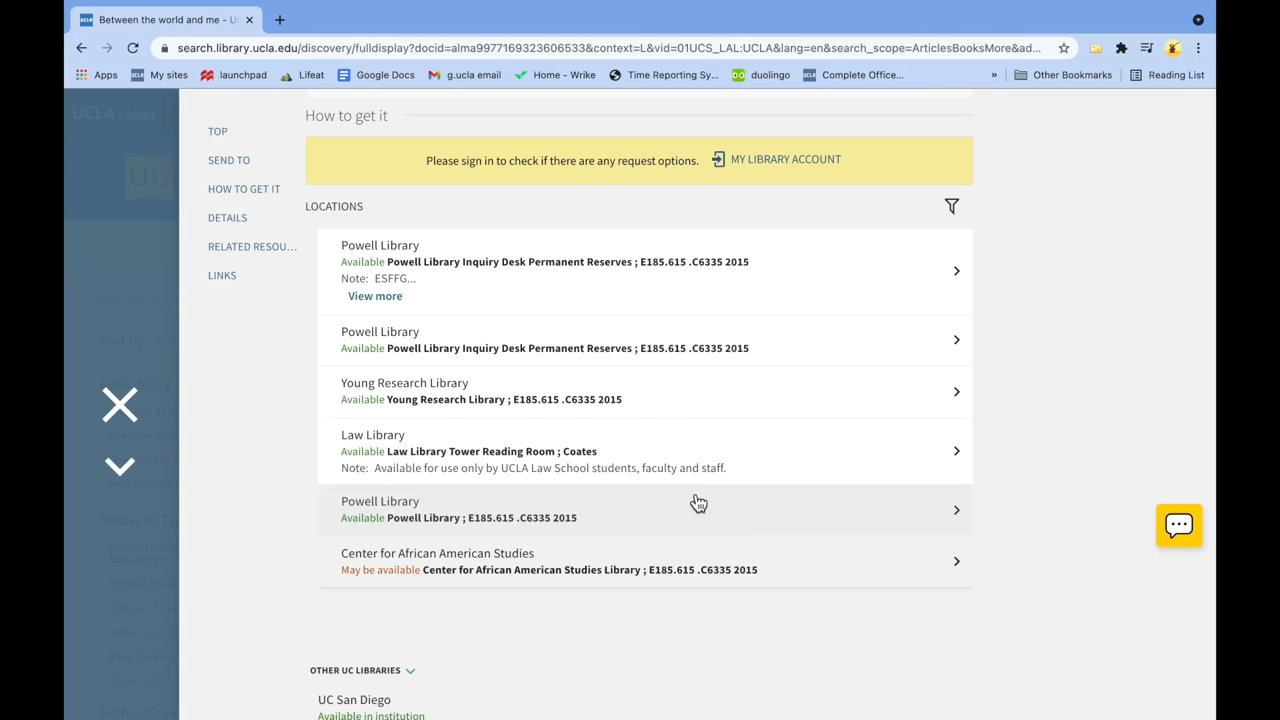 Between the world and me - U
search.library.ucla.edu/discovery/fulldisplay?docid=alma9977169323606533&context=L&vid=01UCS_LAL:UCLA&lang=en&search_scope=ArticlesBooksMore&ad...
Apps My sites launchpad Lifeat Google Docs g.ucla email Home - Wrike Time Reporting Sy... duolingo Complete Office... » Other Bookmarks Reading List
UCLA Library
How to get it
TOP
SEND TO
HOW TO GET IT
DETAILS
RELATED RESOU...
LINKS
Please sign in to check if there are any request options. MY LIBRARY ACCOUNT
LOCATIONS
Powell Library
Available Powell Library Inquiry Desk Permanent Reserves ; E185.615 .C6335 2015
Note: ESFFG...
View more
Powell Library
Available Powell Library Inquiry Desk Permanent Reserves ; E185.615 .C6335 2015
Young Research Library
Available Young Research Library ; E185.615 .C6335 2015
Law Library
Available Law Library Tower Reading Room ; Coates
Note: Available for use only by UCLA Law School students, faculty and staff.
Powell Library
Available Powell Library ; E185.615 .C6335 2015
Center for African American Studies
May be available Center for African American Studies Library ; E185.615 .C6335 2015
OTHER UC LIBRARIES
UC San Diego
Available in institution
UC
Sort by
Availability